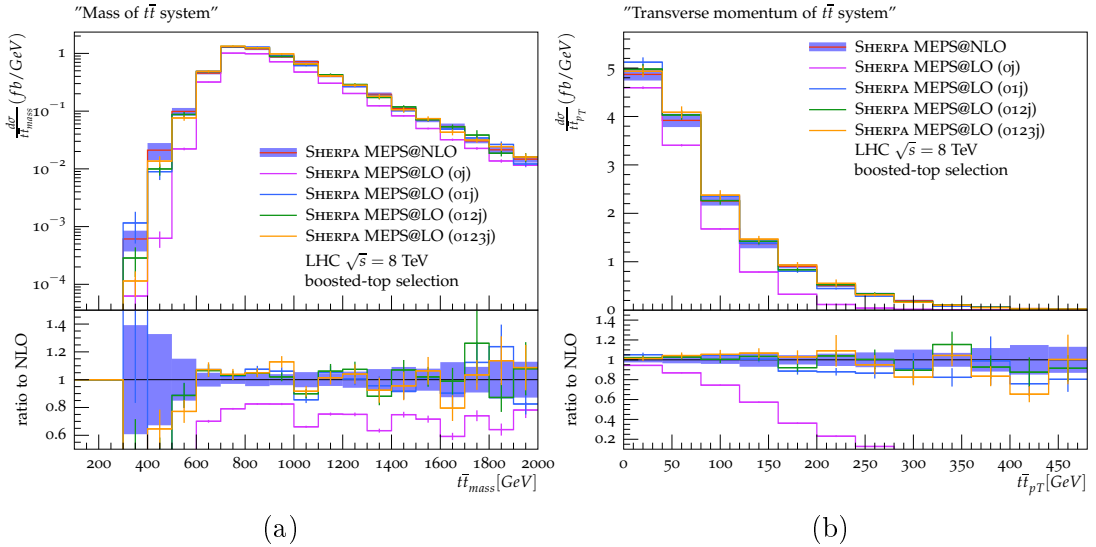 "Mass of tt̄ system"
dσ/tt̄_mass (fb/GeV)
1
10⁻¹
10⁻²
10⁻³
10⁻⁴
SHERPA MEPS@NLO
SHERPA MEPS@LO (0j)
SHERPA MEPS@LO (01j)
SHERPA MEPS@LO (012j)
SHERPA MEPS@LO (0123j)
LHC √s = 8 TeV
boosted-top selection
ratio to NLO
1.4
1.2
1
0.8
0.6
200 400 600 800 1000 1200 1400 1600 1800 2000
tt̄_mass[GeV]
(a)
"Transverse momentum of tt̄ system"
dσ/tt̄_pT (fb/GeV)
5
4
3
2
1
0
SHERPA MEPS@NLO
SHERPA MEPS@LO (0j)
SHERPA MEPS@LO (01j)
SHERPA MEPS@LO (012j)
SHERPA MEPS@LO (0123j)
LHC √s = 8 TeV
boosted-top selection
ratio to NLO
1.4
1.2
1
0.8
0.6
0.4
0.2
0 50 100 150 200 250 300 350 400 450
tt̄_pT[GeV]
(b)